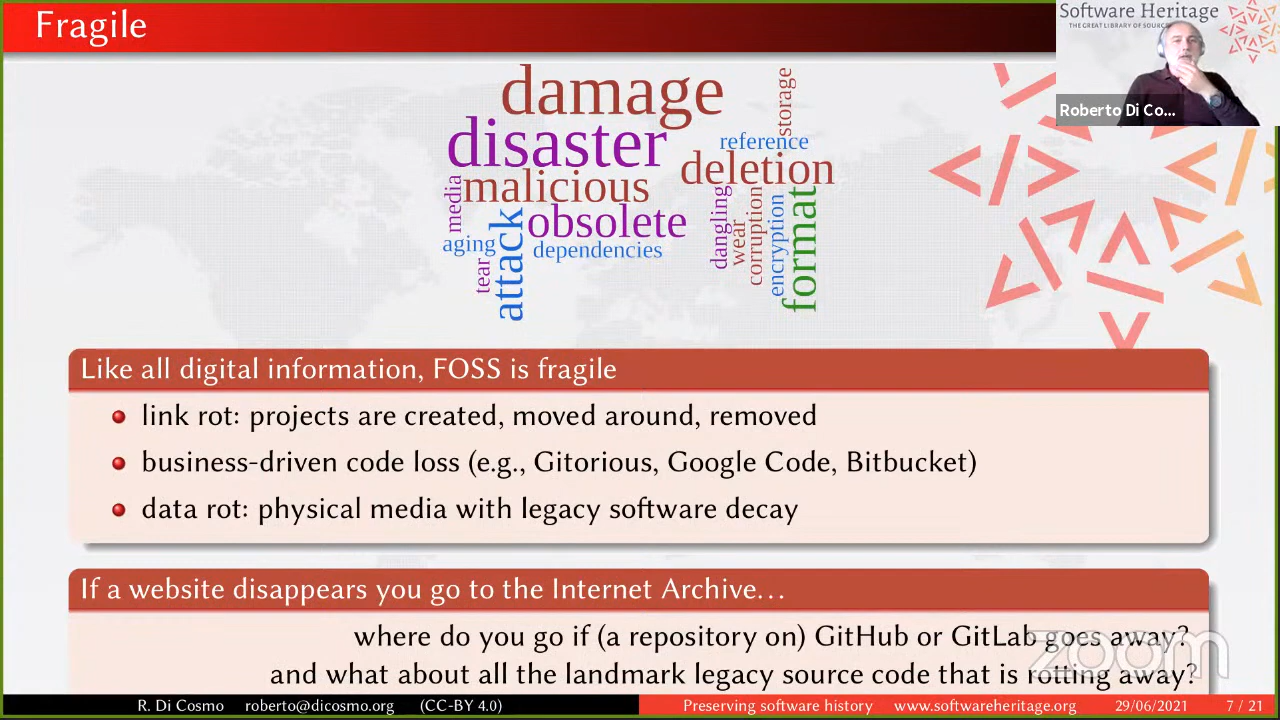 Fragile
Software Heritage
THE GREAT LIBRARY OF SOURC
Roberto Di Co...
damage
storage
disaster
reference
deletion
media
malicious
obsolete
aging
attack
dependencies
tear
dangling
wear
corruption
encryption
format
Like all digital information, FOSS is fragile
link rot: projects are created, moved around, removed
business-driven code loss (e.g., Gitorious, Google Code, Bitbucket)
data rot: physical media with legacy software decay
If a website disappears you go to the Internet Archive...
where do you go if (a repository on) GitHub or GitLab goes away?
and what about all the landmark legacy source code that is rotting away?
zoom
R. Di Cosmo roberto@dicosmo.org (CC-BY 4.0) Preserving software history www.softwareheritage.org 29/06/2021 7 / 21